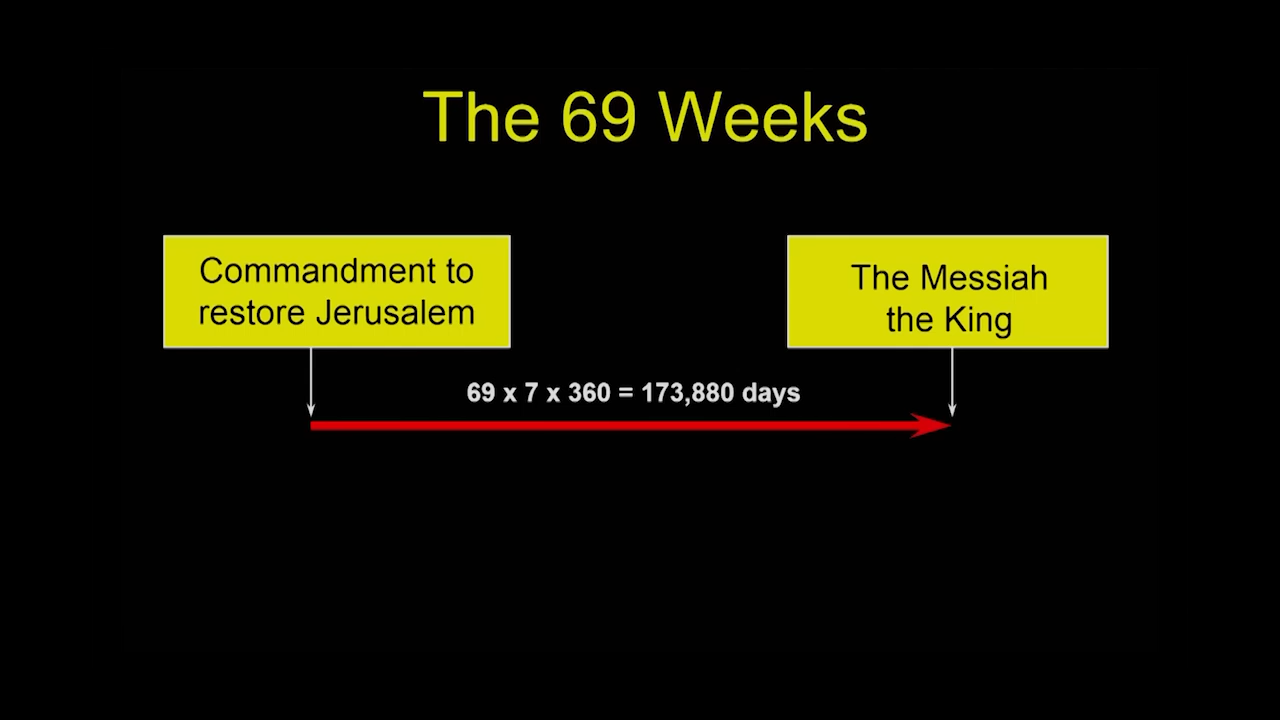 The 69 Weeks
Commandment to
restore Jerusalem
The Messiah
the King
69 x 7 x 360 = 173,880 days